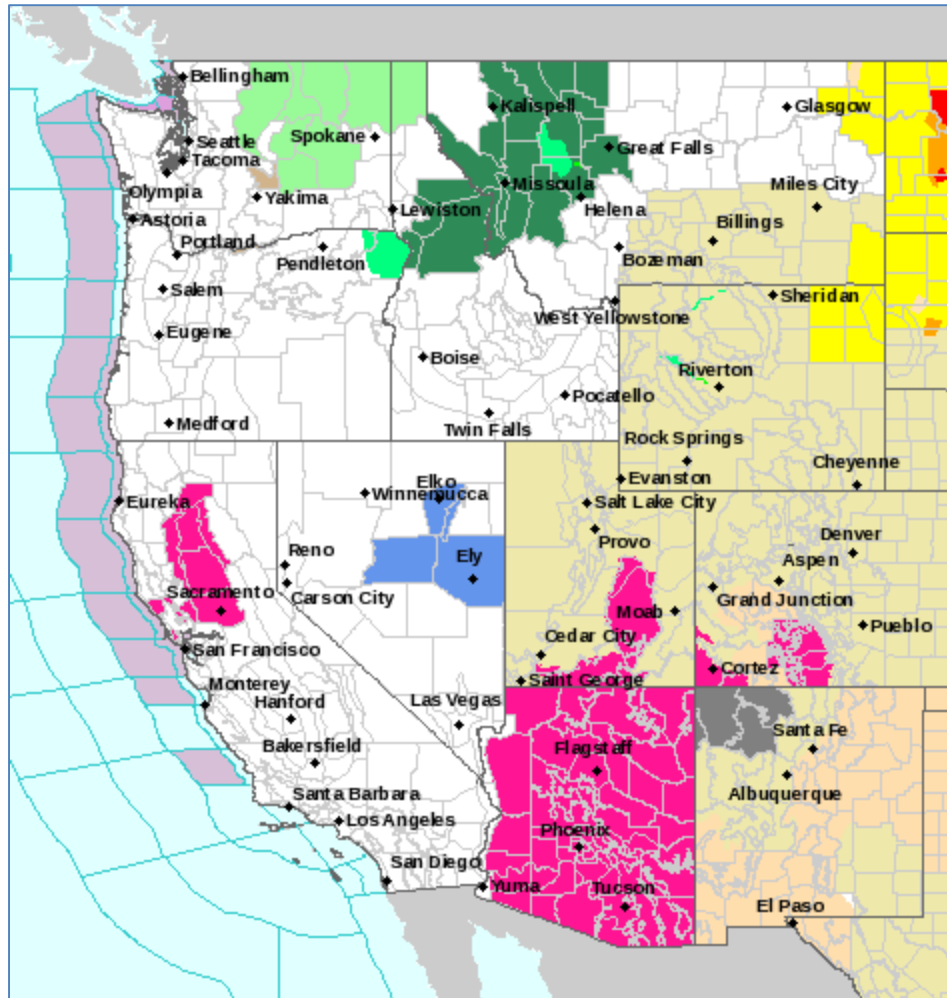 Bellingham
Kalispell
Glasgow
Spokane
Seattle
Great Falls
Tacoma
Missoula
Miles City
Olympia
Yakima
Helena
Lewiston
Astoria
Billings
Portland
Bozeman
Pendleton
Salem
Sheridan
West Yellowstone
Eugene
Boise
Riverton
Pocatello
Medford
Twin Falls
Rock Springs
Cheyenne
Elko
Evanston
Winnemucca
Eureka
Salt Lake City
Denver
Provo
Reno
Ely
Aspen
Sacramento
Carson City
Moab
Grand Junction
Pueblo
Cedar City
San Francisco
Cortez
Saint George
Monterey
Hanford
Las Vegas
Santa Fe
Bakersfield
Flagstaff
Albuquerque
Santa Barbara
Los Angeles
Phoenix
San Diego
Yuma
Tucson
El Paso